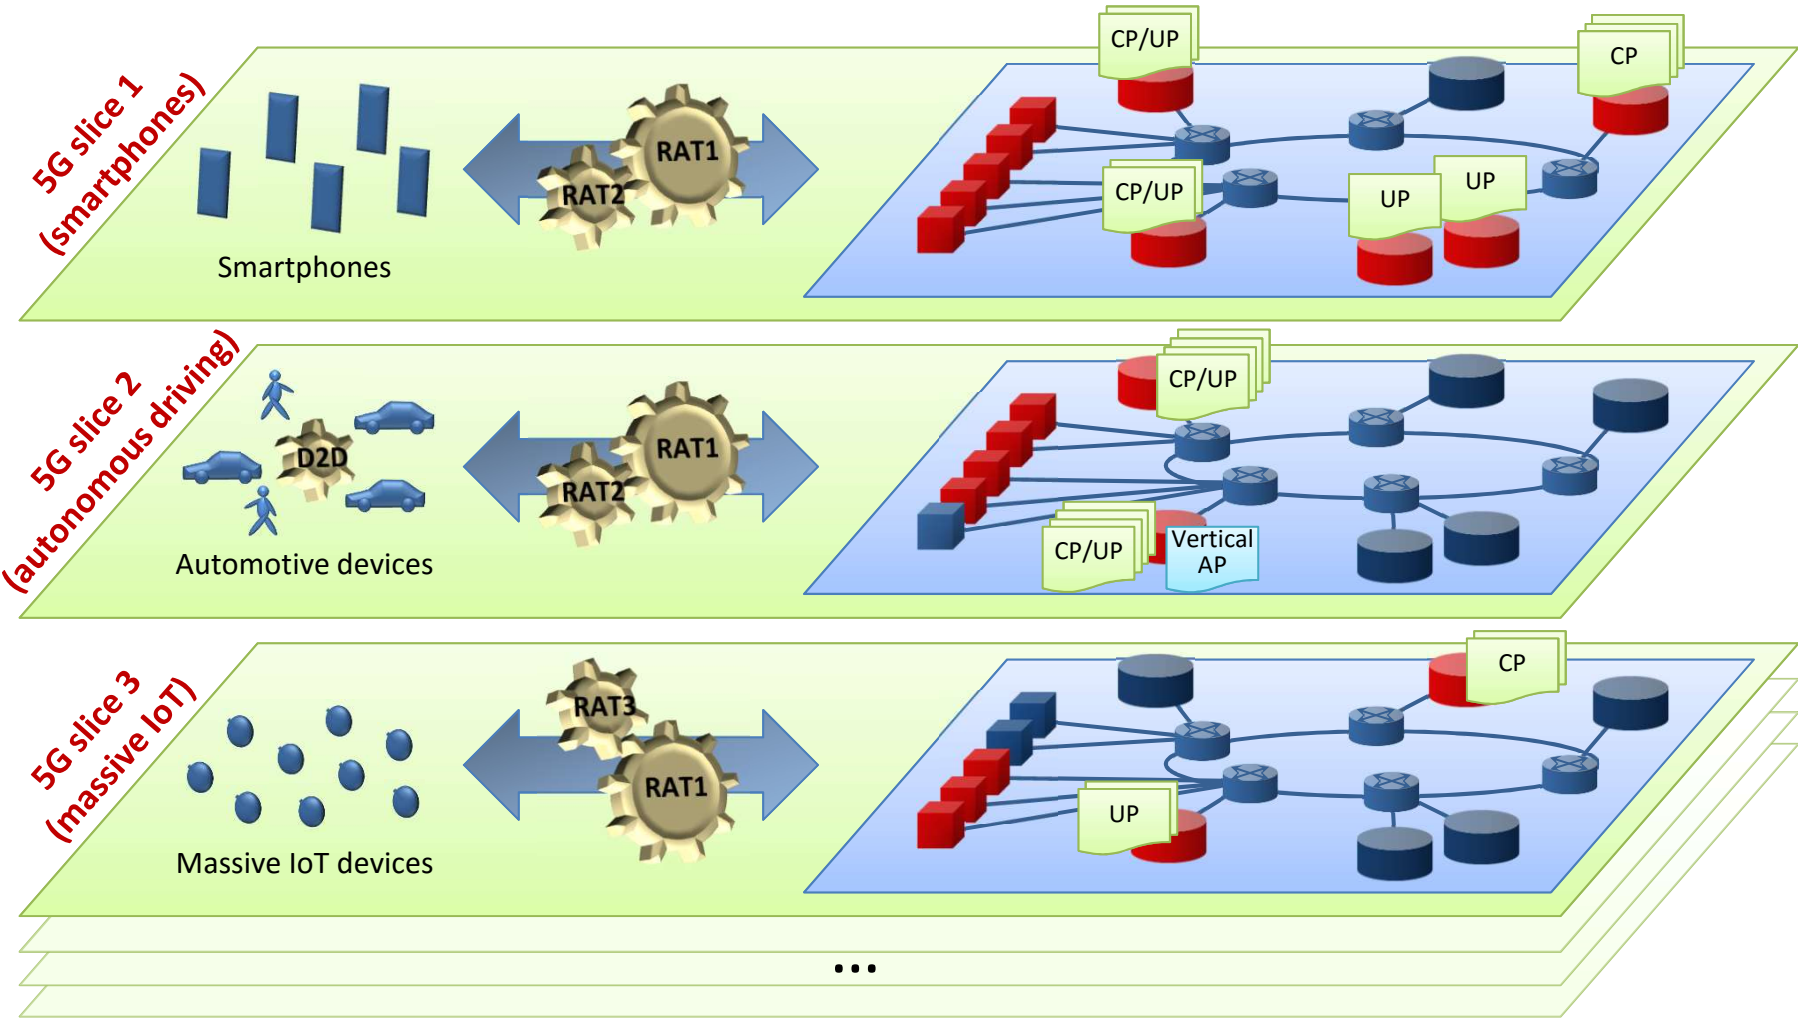 5G slice 1
(smartphones)
Smartphones
RAT1
RAT2
CP/UP
CP
CP/UP
UP
UP
5G slice 2
(autonomous driving)
D2D
Automotive devices
RAT1
RAT2
CP/UP
CP/UP
Vertical
AP
5G slice 3
(massive IoT)
Massive IoT devices
RAT3
RAT1
CP
UP
...